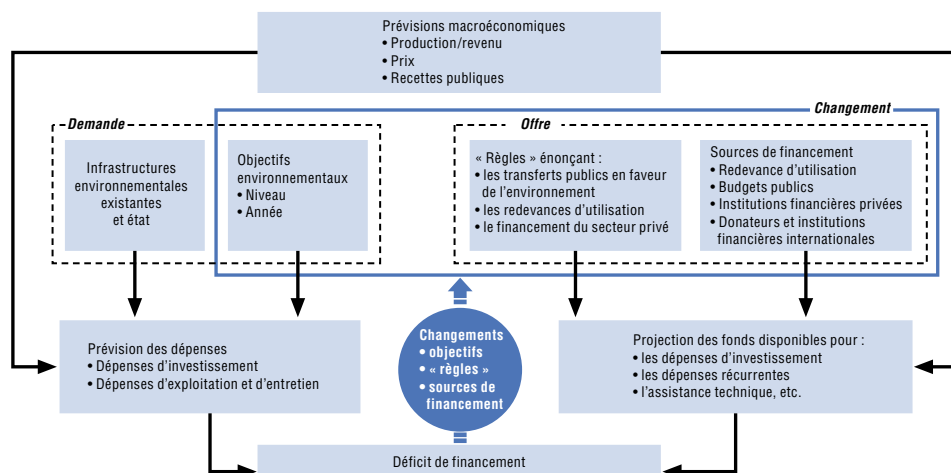 Prévisions macroéconomiques
• Production/revenu
• Prix
• Recettes publiques
Changement
Demande
Offre
Infrastructures
environnementales
existantes
et état
Objectifs
environnementaux
• Niveau
• Année
« Règles » énonçant :
• les transferts publics en faveur
de l'environnement
• les redevances d'utilisation
• le financement du secteur privé
Sources de financement
• Redevance d'utilisation
• Budgets publics
• Institutions financières privées
• Donateurs et institutions
financières internationales
Prévision des dépenses
• Dépenses d'investissement
• Dépenses d'exploitation et d'entretien
Changements
• objectifs
• « règles »
• sources de
financement
Projection des fonds disponibles pour :
• les dépenses d'investissement
• les dépenses récurrentes
• l'assistance technique, etc.
Déficit de financement